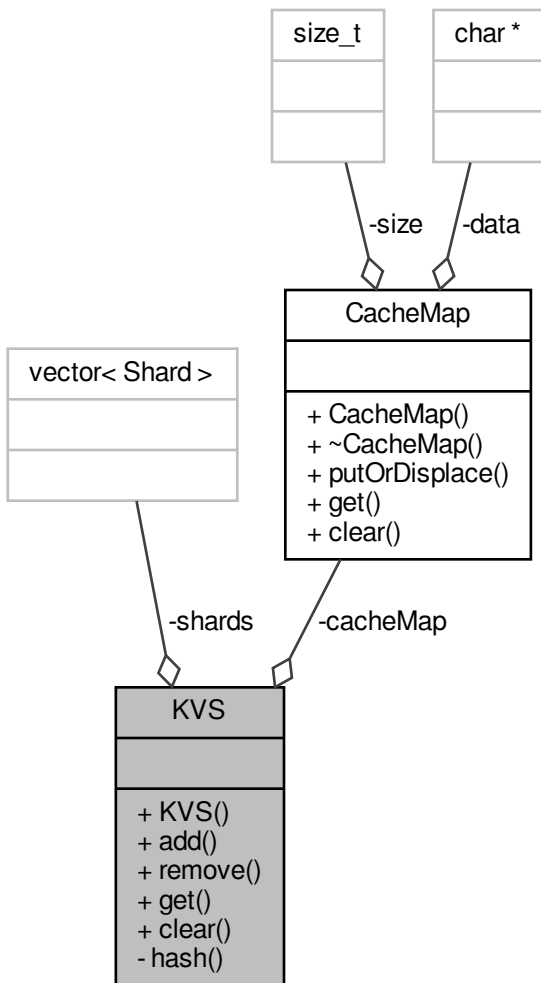 size_t
char *
-size
-data
CacheMap
+ CacheMap()
+ ~CacheMap()
+ putOrDisplace()
+ get()
+ clear()
vector< Shard >
-shards
-cacheMap
KVS
+ KVS()
+ add()
+ remove()
+ get()
+ clear()
- hash()